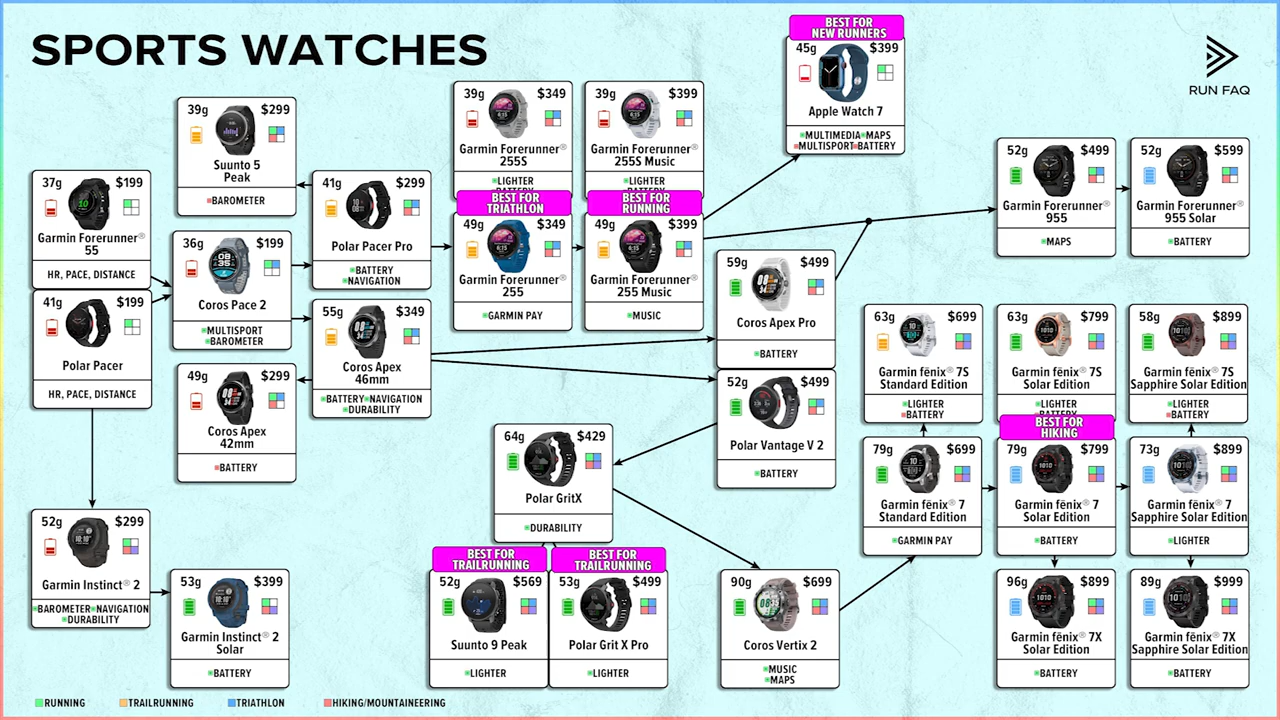 SPORTS WATCHES
RUN FAQ
BEST FOR
NEW RUNNERS
45g $399
Apple Watch 7
MULTIMEDIA MAPS
MULTISPORT BATTERY
39g $299
Suunto 5
Peak
BAROMETER
37g $199
Garmin Forerunner®
55
HR, PACE, DISTANCE
41g $199
Polar Pacer
HR, PACE, DISTANCE
36g $199
Coros Pace 2
MULTISPORT
BAROMETER
41g $299
Polar Pacer Pro
BATTERY
NAVIGATION
55g $349
Coros Apex
46mm
BATTERY NAVIGATION
DURABILITY
49g $299
Coros Apex
42mm
BATTERY
39g $349
Garmin Forerunner®
255S
LIGHTER
BATTERY
39g $399
Garmin Forerunner®
255S Music
LIGHTER
BEST FOR
TRIATHLON
49g $349
Garmin Forerunner®
255
GARMIN PAY
BEST FOR
RUNNING
49g $399
Garmin Forerunner®
255 Music
MUSIC
59g $499
Coros Apex Pro
BATTERY
52g $499
Polar Vantage V 2
BATTERY
52g $499
Garmin Forerunner®
955
MAPS
52g $599
Garmin Forerunner®
955 Solar
BATTERY
63g $699
Garmin fēnix® 7S
Standard Edition
LIGHTER
BATTERY
63g $799
Garmin fēnix® 7S
Solar Edition
LIGHTER
BATTERY
58g $899
Garmin fēnix® 7S
Sapphire Solar Edition
LIGHTER
BATTERY
79g $699
Garmin fēnix® 7
Standard Edition
GARMIN PAY
BEST FOR
HIKING
79g $799
Garmin fēnix® 7
Solar Edition
BATTERY
73g $899
Garmin fēnix® 7
Sapphire Solar Edition
LIGHTER
96g $899
Garmin fēnix® 7X
Solar Edition
BATTERY
89g $999
Garmin fēnix® 7X
Sapphire Solar Edition
BATTERY
64g $429
Polar GritX
DURABILITY
BEST FOR
TRAILRUNNING
52g $569
Suunto 9 Peak
LIGHTER
BEST FOR
TRAILRUNNING
53g $499
Polar Grit X Pro
LIGHTER
90g $699
Coros Vertix 2
MUSIC
MAPS
52g $299
Garmin Instinct® 2
BAROMETER NAVIGATION
DURABILITY
53g $399
Garmin Instinct® 2
Solar
BATTERY
RUNNING TRAILRUNNING TRIATHLON HIKING/MOUNTAINEERING